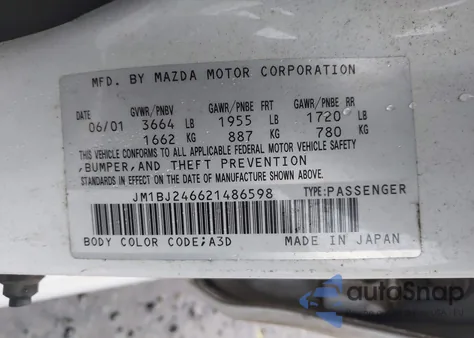 MFD. BY MAZDA MOTOR CORPORATION
DATE GVWR/PNBV GAWR/PNBE FRT GAWR/PNBE RR
06/01 3664 LB 1955 LB 1720 LB
1662 KG 887 KG 780 KG
THIS VEHICLE CONFORMS TO ALL APPLICABLE FEDERAL MOTOR VEHICLE SAFETY
,BUMPER,AND THEFT PREVENTION
STANDARDS IN EFFECT ON THE DATE OF MANUFACTURE SHOWN ABOVE.
JM1BJ246621486598 TYPE:PASSENGER
BODY COLOR CODE;A3D MADE IN JAPAN
autoSnap